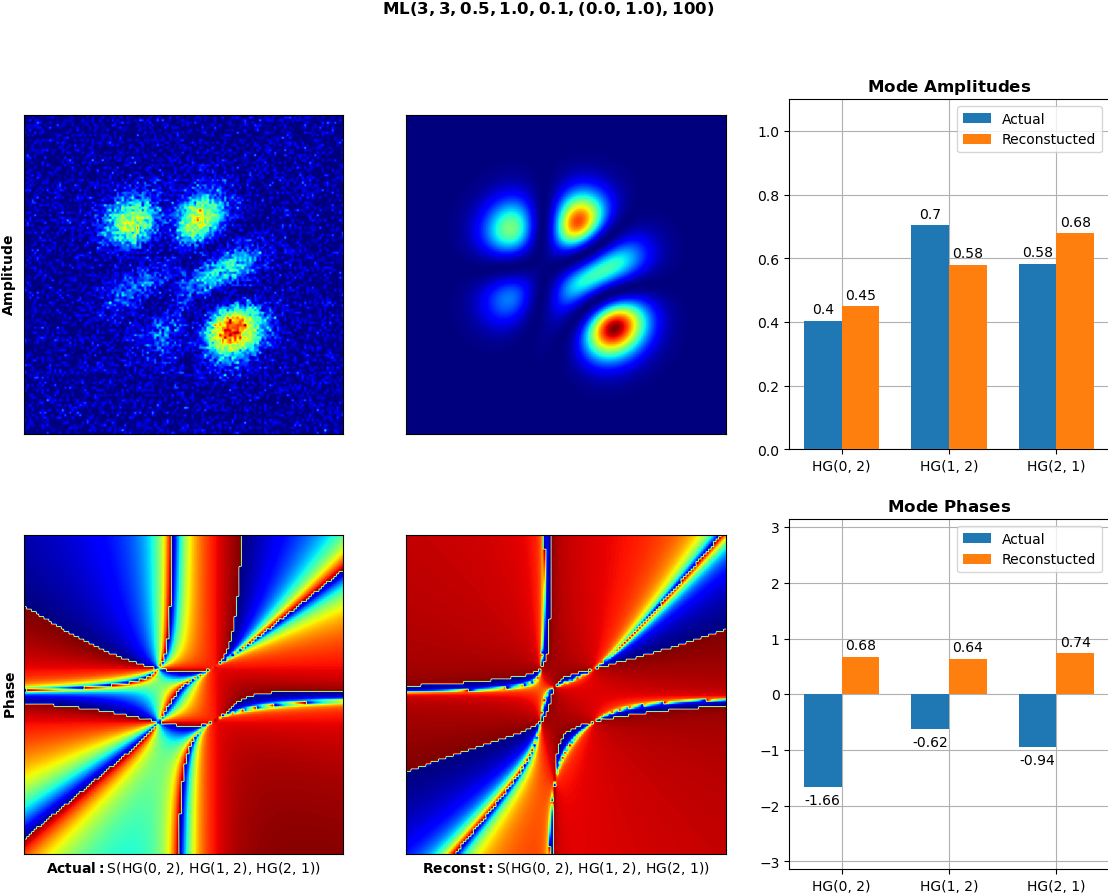 ML(3, 3, 0.5, 1.0, 0.1, (0.0, 1.0), 100)
Amplitude
Mode Amplitudes
Actual
Reconstucted
1.0
0.8
0.6
0.4
0.2
0.0
0.4
0.45
0.7
0.58
0.58
0.68
HG(0, 2)
HG(1, 2)
HG(2, 1)
Phase
Actual: S(HG(0, 2), HG(1, 2), HG(2, 1))
Reconst: S(HG(0, 2), HG(1, 2), HG(2, 1))
Mode Phases
Actual
Reconstucted
3
2
1
0
−1
−2
−3
-1.66
0.68
-0.62
0.64
-0.94
0.74
HG(0, 2)
HG(1, 2)
HG(2, 1)